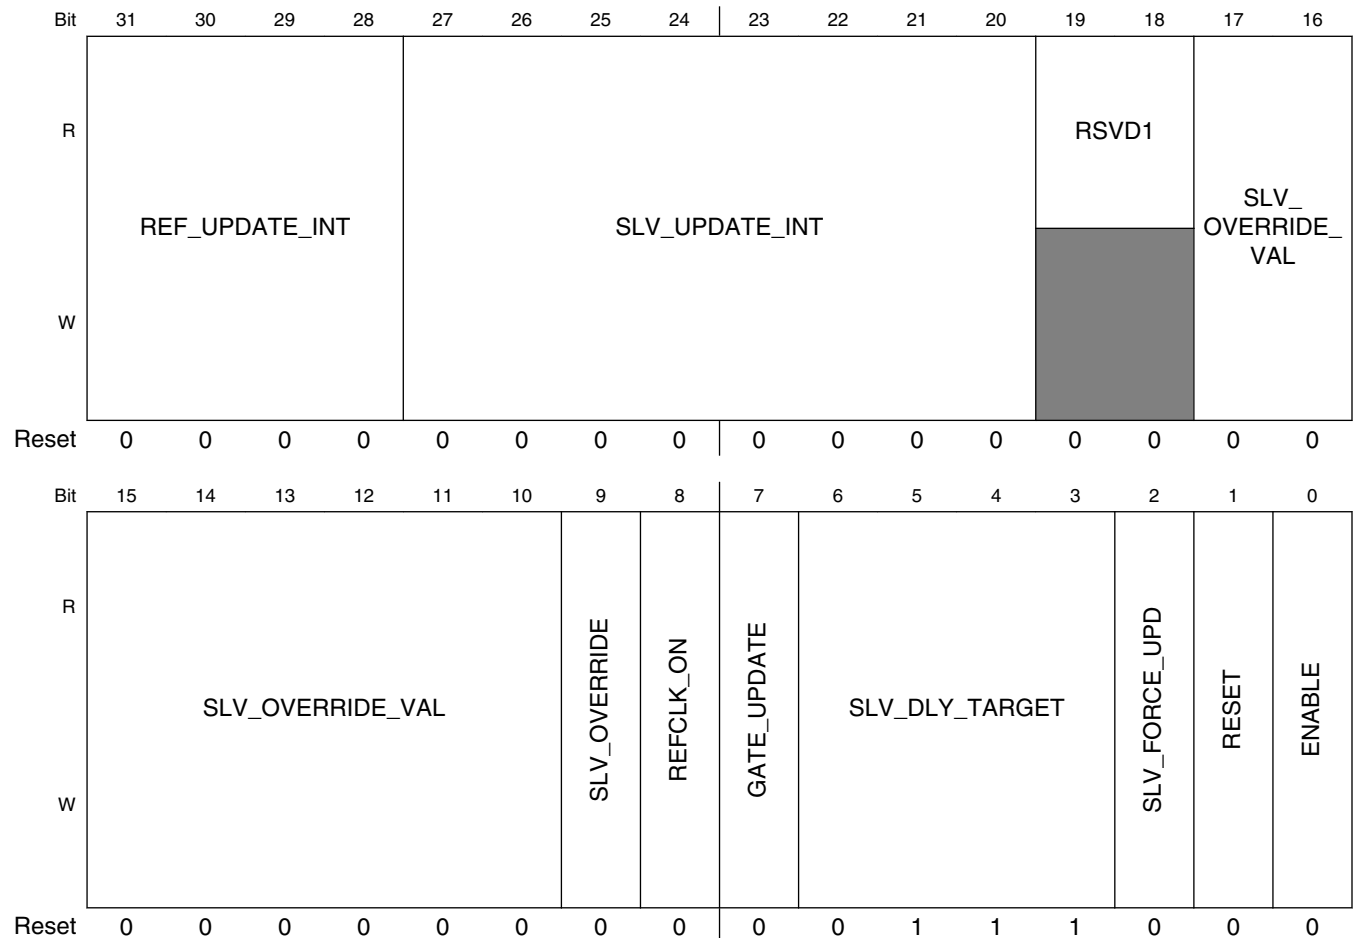 Bit 31 30 29 28 27 26 25 24 23 22 21 20 19 18 17 16
R
RSVD1
REF_UPDATE_INT
SLV_UPDATE_INT
SLV_
OVERRIDE_
VAL
W
Reset 0 0 0 0 0 0 0 0 0 0 0 0 0 0 0 0
Bit 15 14 13 12 11 10 9 8 7 6 5 4 3 2 1 0
R
SLV_OVERRIDE_VAL
SLV_OVERRIDE
REFCLK_ON
GATE_UPDATE
SLV_DLY_TARGET
SLV_FORCE_UPD
RESET
ENABLE
W
Reset 0 0 0 0 0 0 0 0 0 0 1 1 1 0 0 0